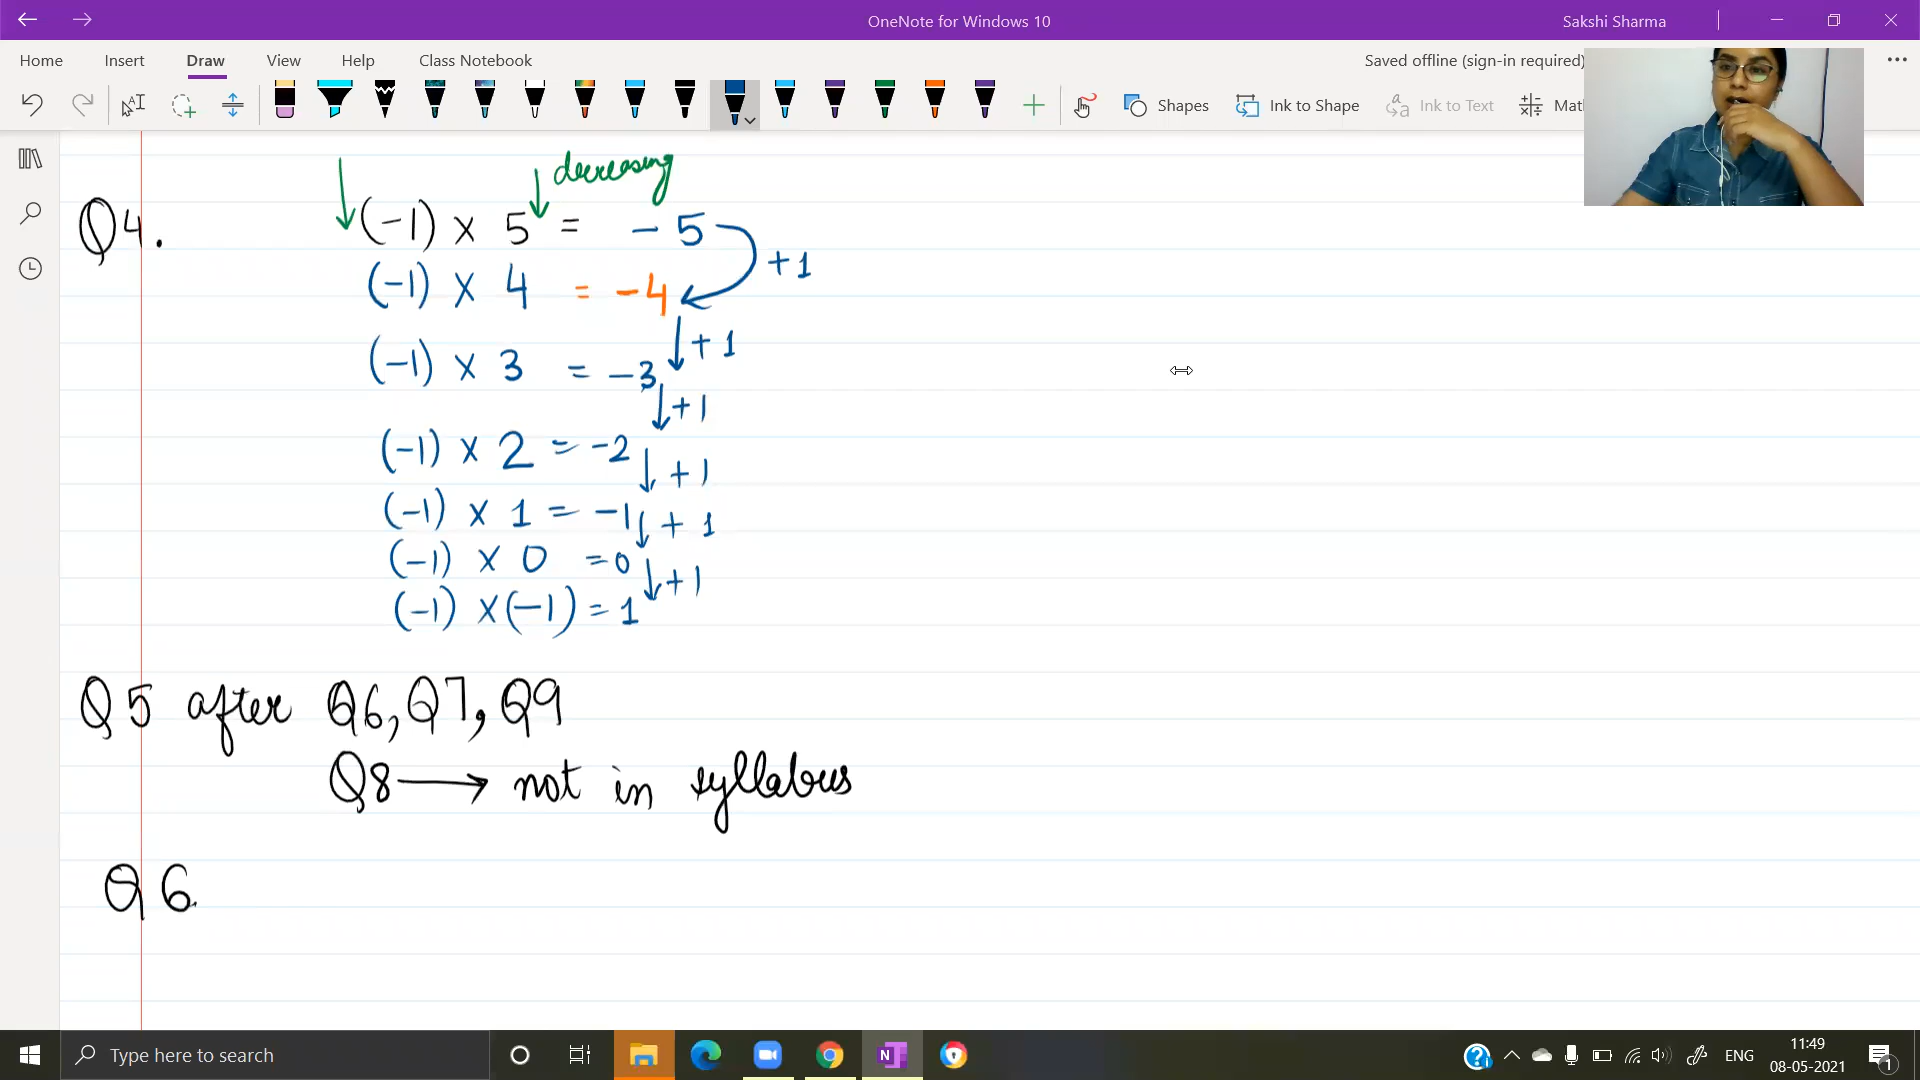 OneNote for Windows 10
Sakshi Sharma
Home Insert Draw View Help Class Notebook
Saved offline (sign-in required)
Shapes Ink to Shape Ink to Text Mat
decreasing
Q4. (-1) × 5 = -5
+1
(-1) × 4 = -4
+1
(-1) × 3 = -3
+1
(-1) × 2 = -2
+1
(-1) × 1 = -1
+1
(-1) × 0 = 0
+1
(-1) × (-1) = 1
Q5 after Q6, Q7, Q9
Q8 → not in syllabus
Q6.
Type here to search
ENG
11:49
08-05-2021
1